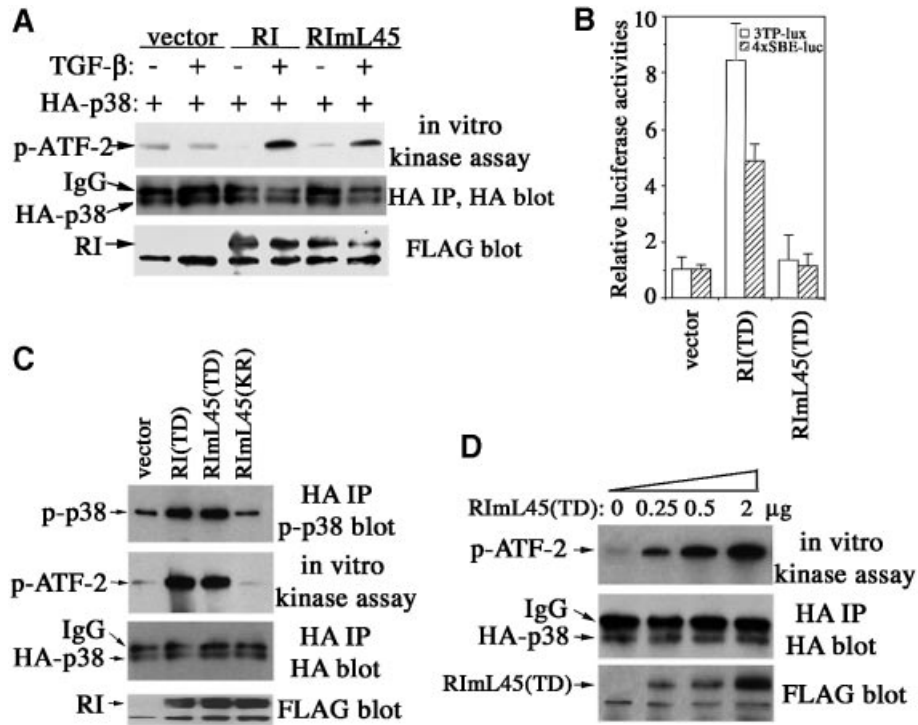 A
vector RI RImL45
TGF-β: - + - + - +
HA-p38: + + + + + +
p-ATF-2
in vitro
kinase assay
IgG
HA-p38
HA IP, HA blot
RI
FLAG blot
B
Relative luciferase activities
10
8
6
4
2
0
3TP-lux
4xSBE-luc
vector
RI(TD)
RImL45(TD)
C
vector
RI(TD)
RImL45(TD)
RImL45(KR)
p-p38
HA IP
p-p38 blot
p-ATF-2
in vitro
kinase assay
IgG
HA-p38
HA IP
HA blot
RI
FLAG blot
D
RImL45(TD): 0 0.25 0.5 2 μg
p-ATF-2
in vitro
kinase assay
IgG
HA-p38
HA IP
HA blot
RImL45(TD)
FLAG blot